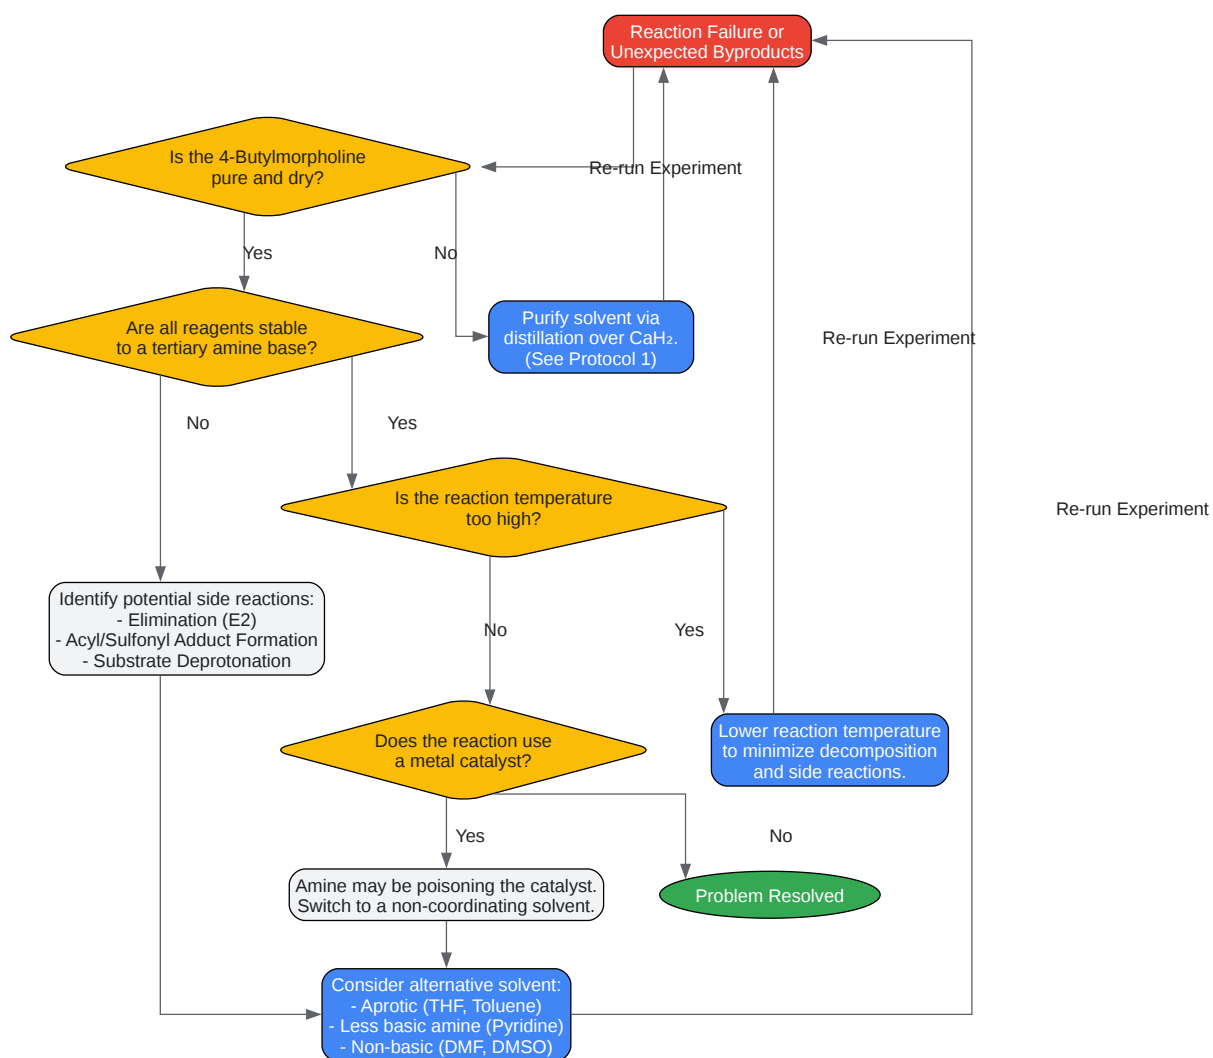 Reaction Failure or
Unexpected Byproducts
Is the 4-Butylmorpholine
pure and dry?
Re-run Experiment
Yes
No
Purify solvent via
distillation over CaH₂.
(See Protocol 1)
Are all reagents stable
to a tertiary amine base?
Re-run Experiment
No
Yes
Is the reaction temperature
too high?
Re-run Experiment
Identify potential side reactions:
- Elimination (E2)
- Acyl/Sulfonyl Adduct Formation
- Substrate Deprotonation
No
Yes
Does the reaction use
a metal catalyst?
Lower reaction temperature
to minimize decomposition
and side reactions.
Yes
No
Amine may be poisoning the catalyst.
Switch to a non-coordinating solvent.
Problem Resolved
Consider alternative solvent:
- Aprotic (THF, Toluene)
- Less basic amine (Pyridine)
- Non-basic (DMF, DMSO)